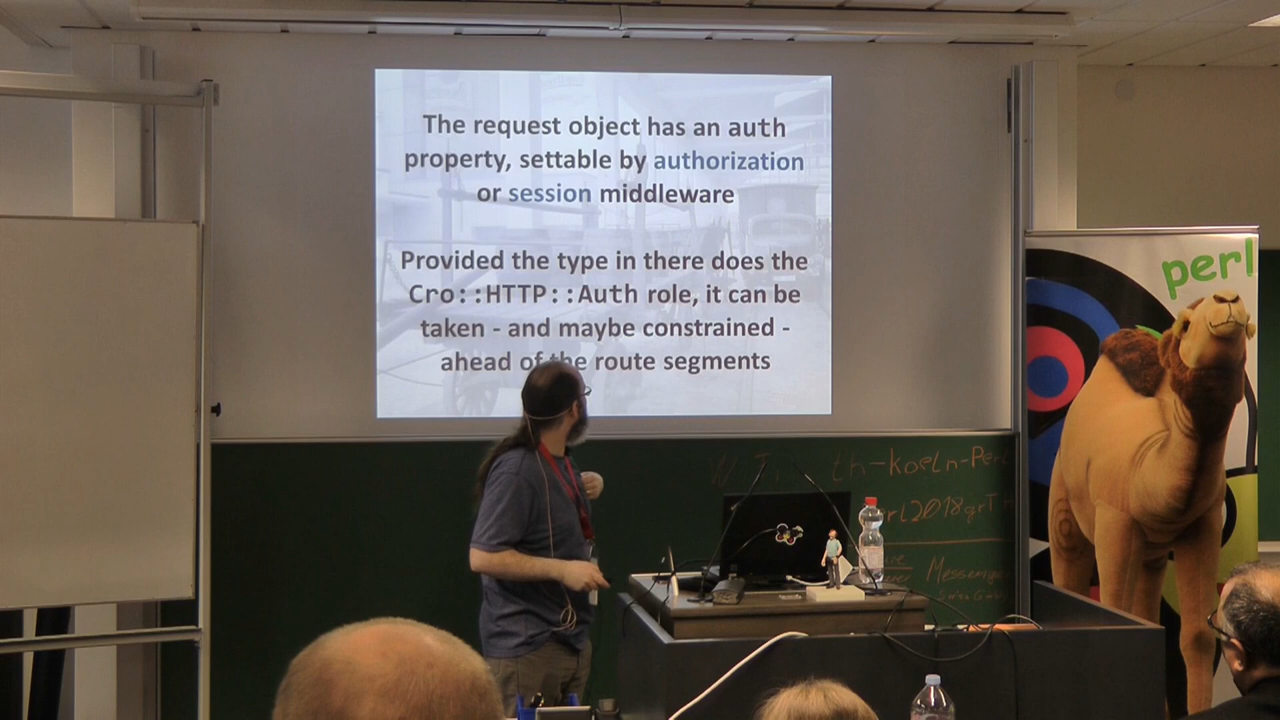 The request object has an auth
property, settable by authorization
or session middleware
Provided the type in there does the
Cro::HTTP::Auth role, it can be
taken - and maybe constrained -
ahead of the route segments
perl
th-koeln-Perl